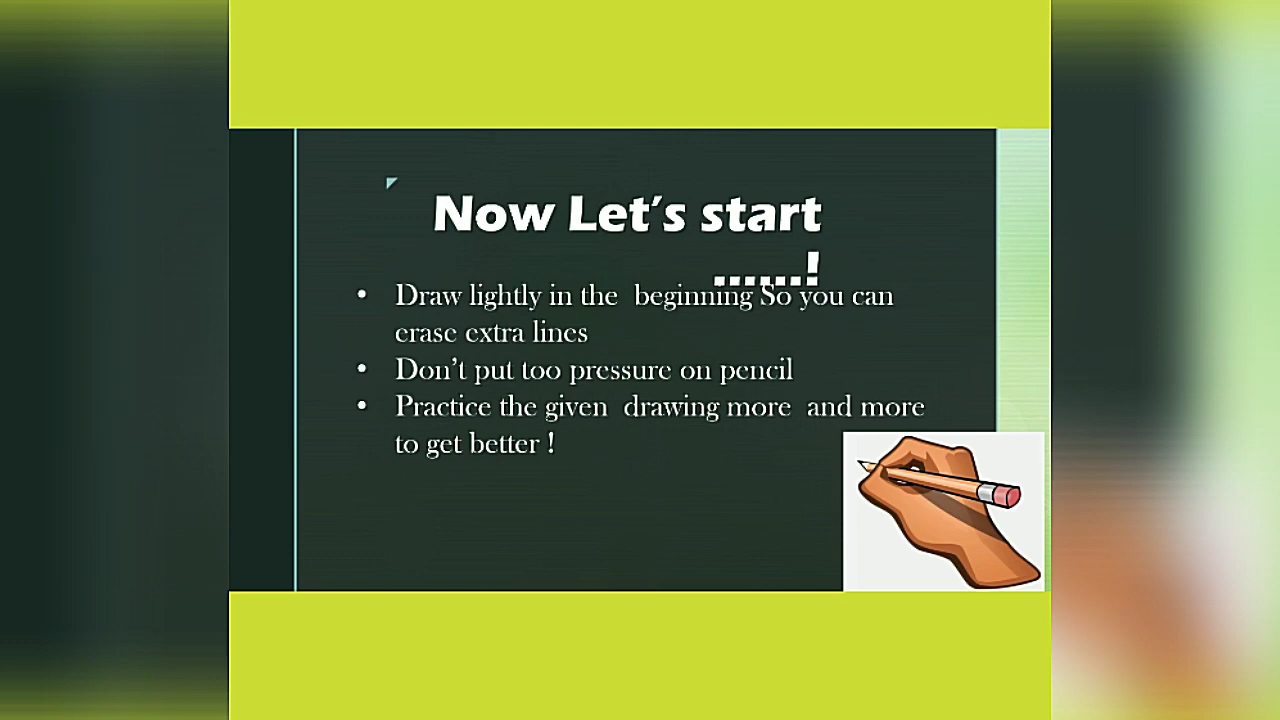 Now Let's start
......!
• Draw lightly in the beginning So you can
erase extra lines
• Don't put too pressure on pencil
• Practice the given drawing more and more
to get better !